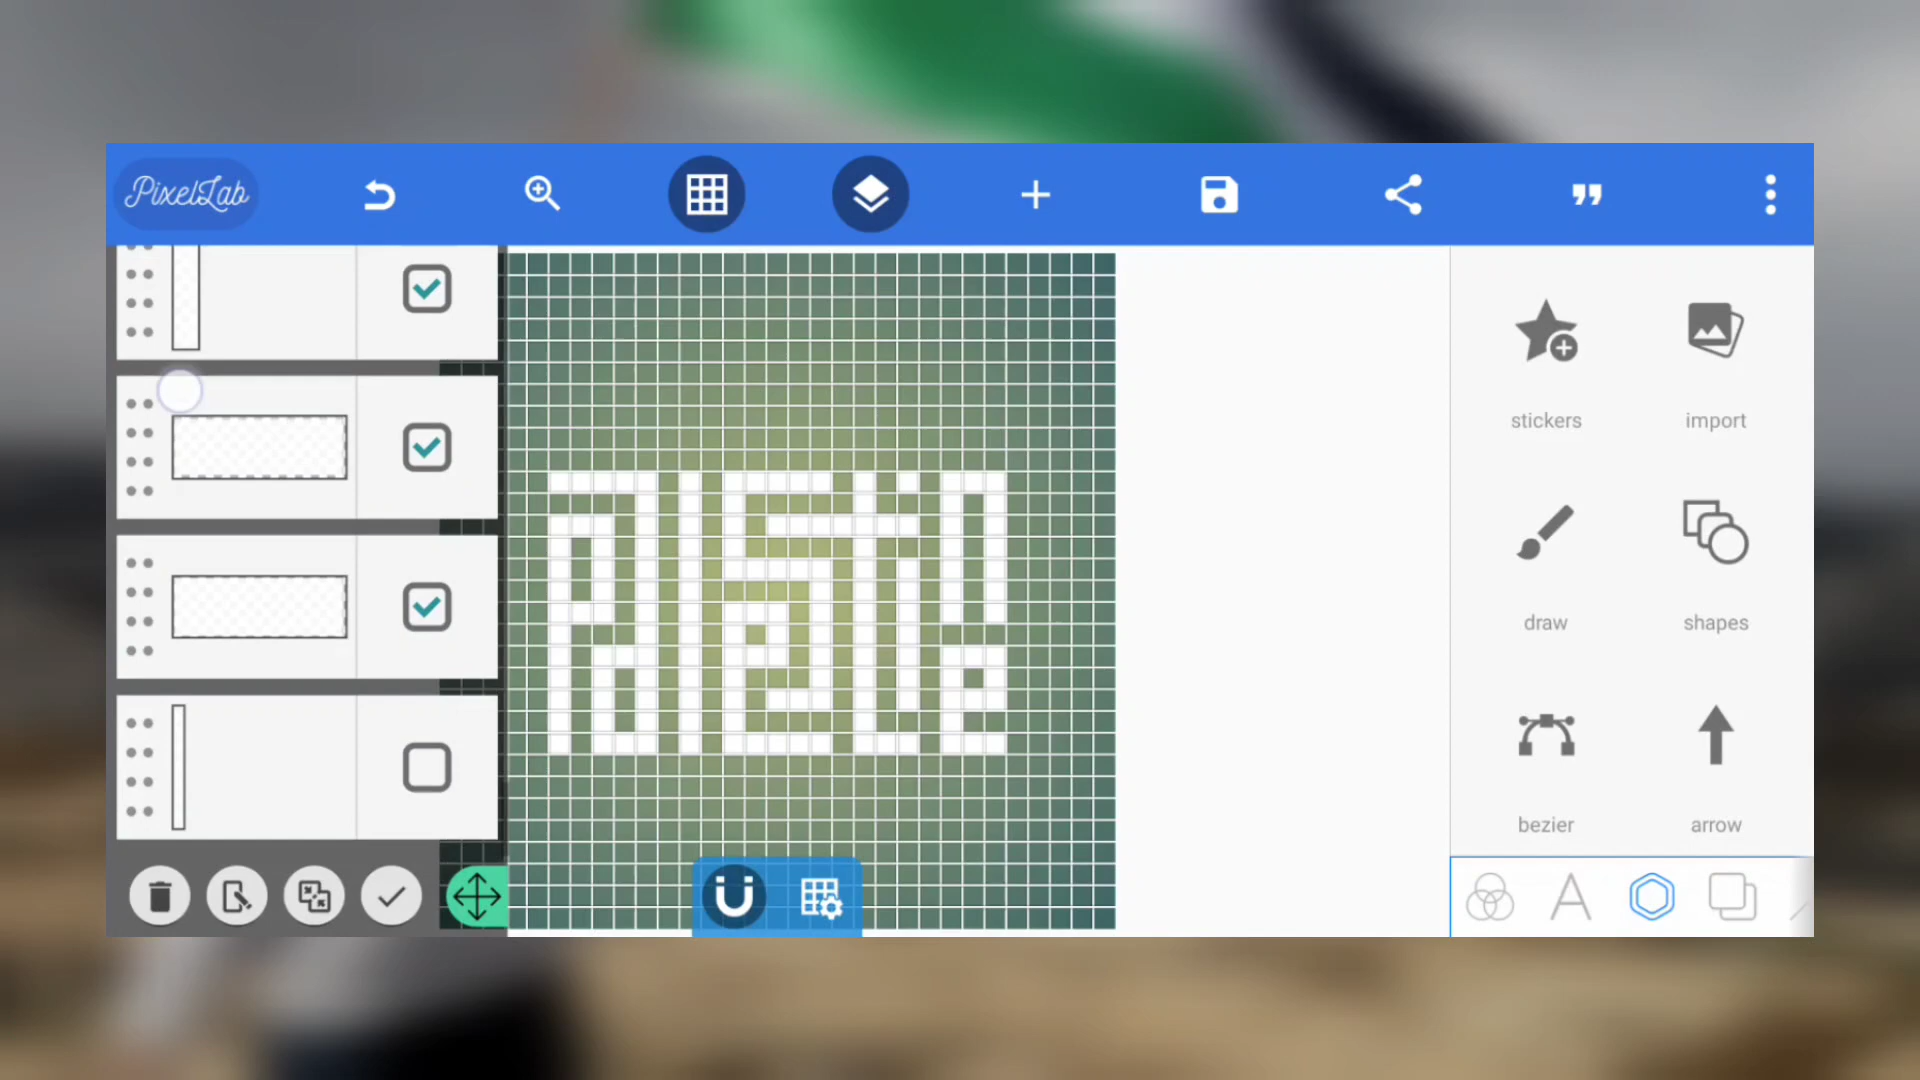 PixelLab
stickers
import
draw
shapes
bezier
arrow